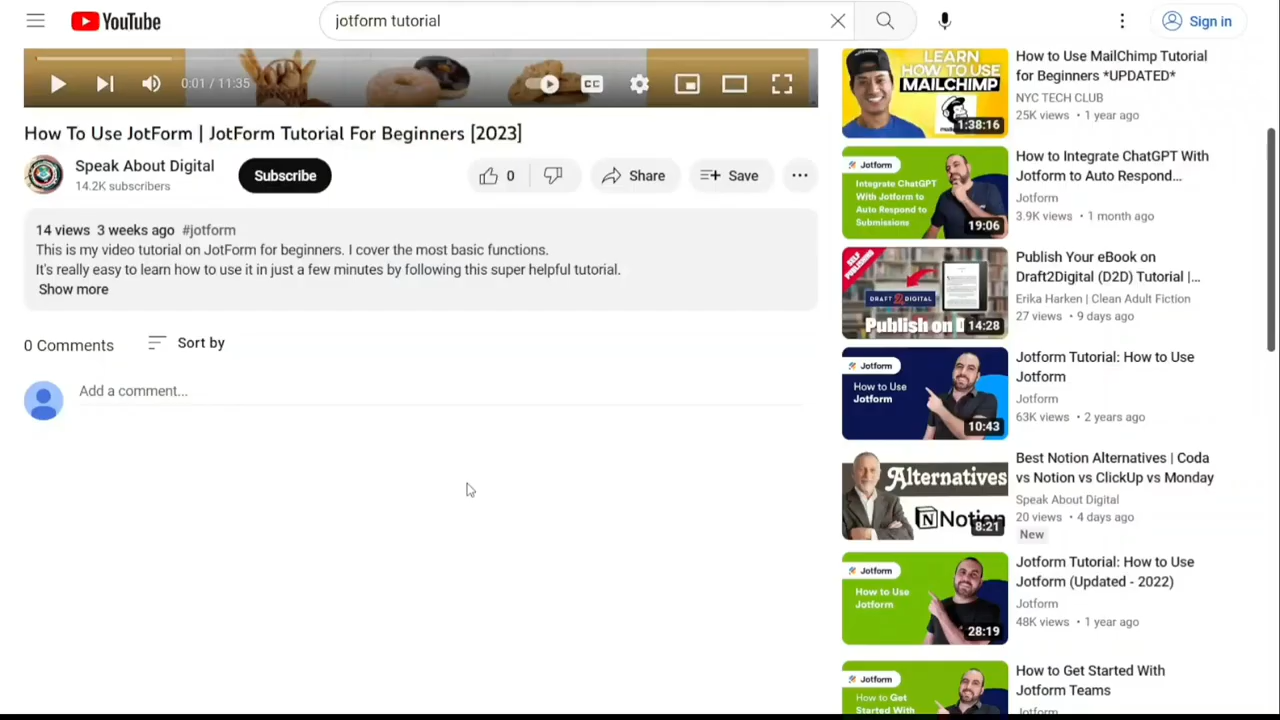 YouTube
jotform tutorial
Sign in
0:01 / 11:35
CC
How To Use JotForm | JotForm Tutorial For Beginners [2023]
Speak About Digital
14.2K subscribers
Subscribe
0
Share
Save
14 views 3 weeks ago #jotform
This is my video tutorial on JotForm for beginners. I cover the most basic functions.
It's really easy to learn how to use it in just a few minutes by following this super helpful tutorial.
Show more
0 Comments
Sort by
Add a comment...
LEARN
HOW TO USE
MAILCHIMP
1:38:16
How to Use MailChimp Tutorial
for Beginners *UPDATED*
NYC TECH CLUB
25K views • 1 year ago
Jotform
Integrate ChatGPT
With Jotform to
Auto Respond to
Submissions
19:06
How to Integrate ChatGPT With
Jotform to Auto Respond...
Jotform
3.9K views • 1 month ago
SELF
PUBLISHING
DRAFT2DIGITAL
Publish on D
14:28
Publish Your eBook on
Draft2Digital (D2D) Tutorial |...
Erika Harken | Clean Adult Fiction
27 views • 9 days ago
Jotform
How to Use
Jotform
10:43
Jotform Tutorial: How to Use
Jotform
Jotform
63K views • 2 years ago
Alternatives
Notion
8:21
Best Notion Alternatives | Coda
vs Notion vs ClickUp vs Monday
Speak About Digital
20 views • 4 days ago
New
Jotform
How to Use
Jotform
28:19
Jotform Tutorial: How to Use
Jotform (Updated - 2022)
Jotform
48K views • 1 year ago
Jotform
How to Get
Started With
How to Get Started With
Jotform Teams
Jotform